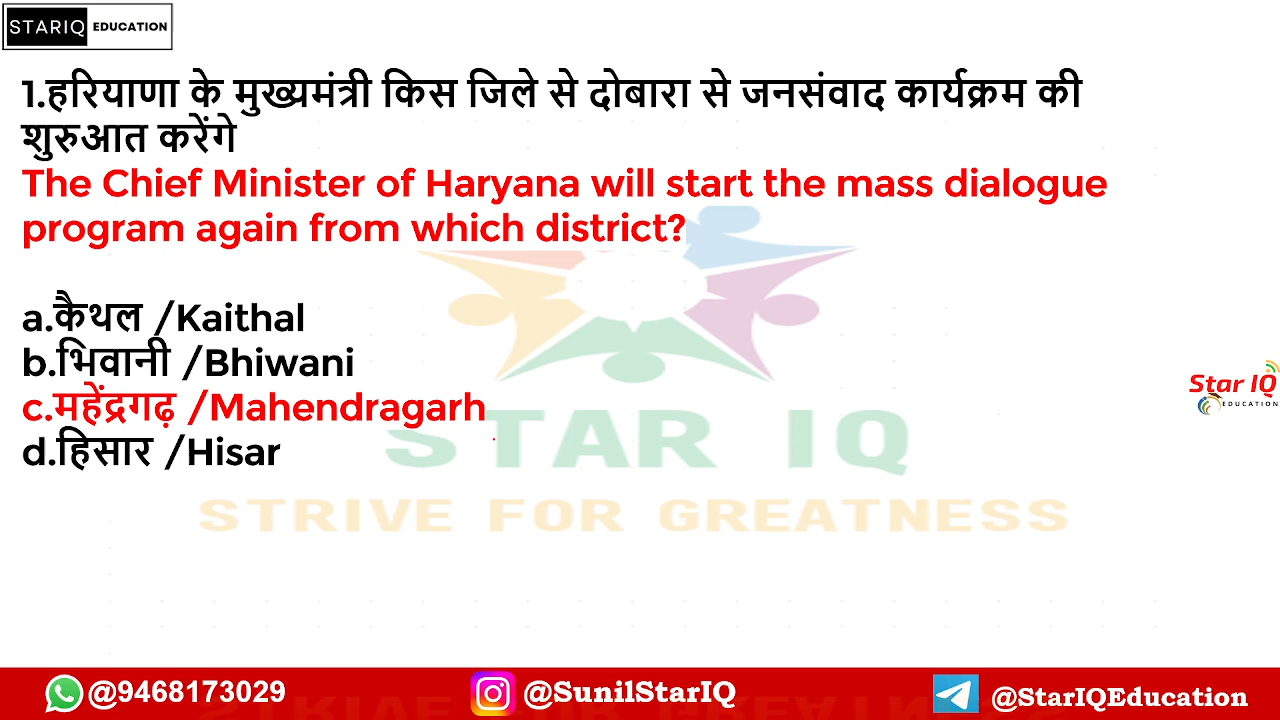 STARIQ EDUCATION
1.हरियाणा के मुख्यमंत्री किस जिले से दोबारा से जनसंवाद कार्यक्रम की
शुरुआत करेंगे
The Chief Minister of Haryana will start the mass dialogue
program again from which district?
a.कैथल /Kaithal
b.भिवानी /Bhiwani
c.महेंद्रगढ़ /Mahendragarh
d.हिसार /Hisar
Star IQ
EDUCATION
STAR IQ
STRIVE FOR GREATNESS
@9468173029 @SunilStarIQ @StarIQEducation